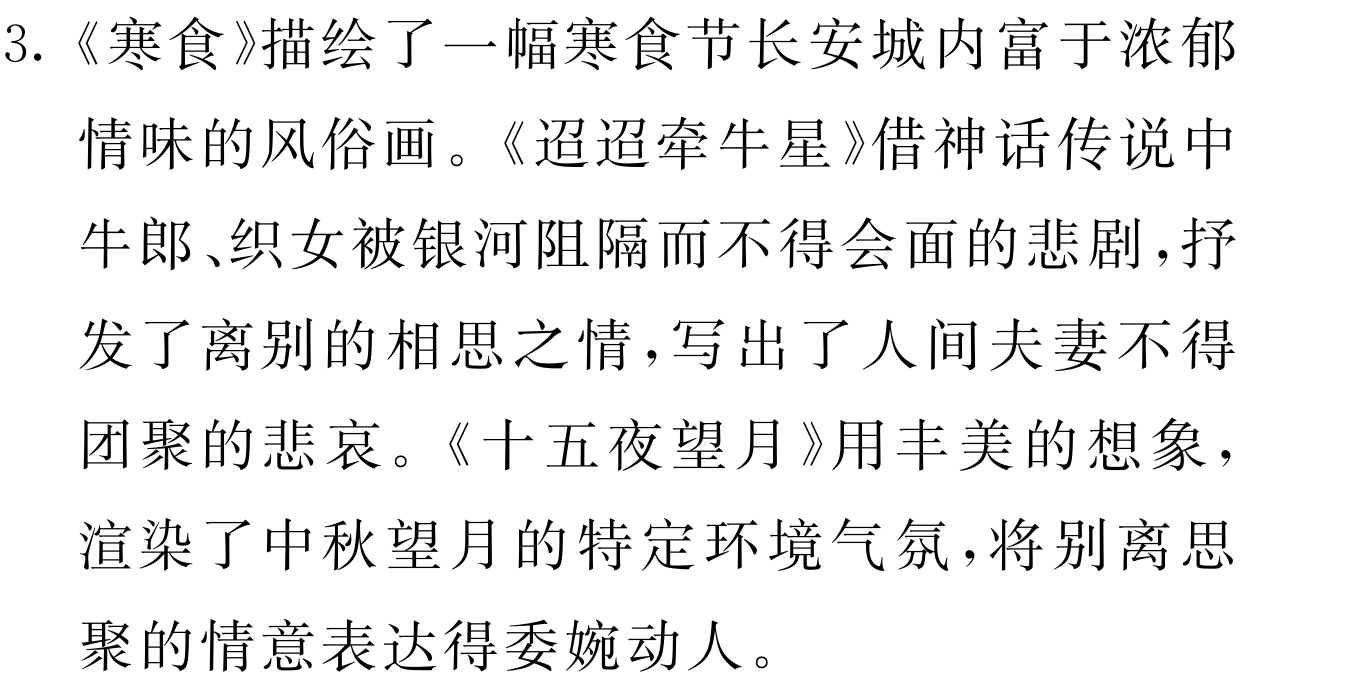 3.《寒食》描绘了一幅寒食节长安城内富于浓郁
情味的风俗画。《迢迢牵牛星》借神话传说中
牛郎、织女被银河阻隔而不得会面的悲剧,抒
发了离别的相思之情,写出了人间夫妻不得
团聚的悲哀。《十五夜望月》用丰美的想象,
渲染了中秋望月的特定环境气氛,将别离思
聚的情意表达得委婉动人。